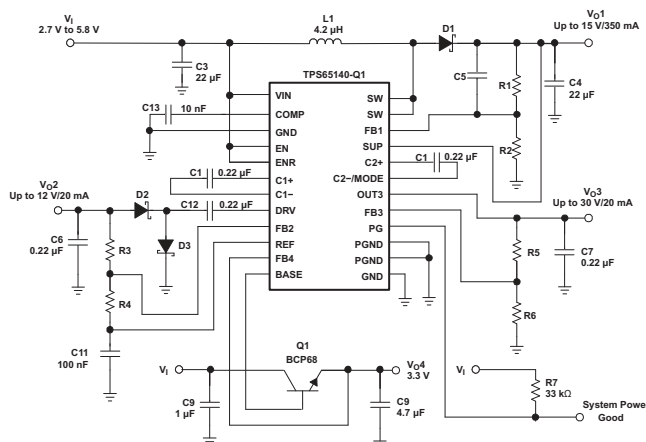 VI
2.7 V to 5.8 V
L1
4.2 µH
D1
VO1
Up to 15 V/350 mA
C3
22 µF
TPS65140-Q1
C5
R1
C4
22 µF
C13
10 nF
VIN
COMP
GND
EN
ENR
C1+
C1−
DRV
FB2
REF
FB4
BASE
SW
SW
FB1
SUP
C2+
C2−/MODE
OUT3
FB3
PG
PGND
PGND
GND
R2
C1
0.22 µF
C1
0.22 µF
VO2
Up to 12 V/20 mA
D2
C12
0.22 µF
VO3
Up to 30 V/20 mA
C6
0.22 µF
R3
D3
R5
C7
0.22 µF
R4
R6
C11
100 nF
Q1
BCP68
VI
VO4
3.3 V
C9
1 µF
C9
4.7 µF
VI
R7
33 kΩ
System Power
Good